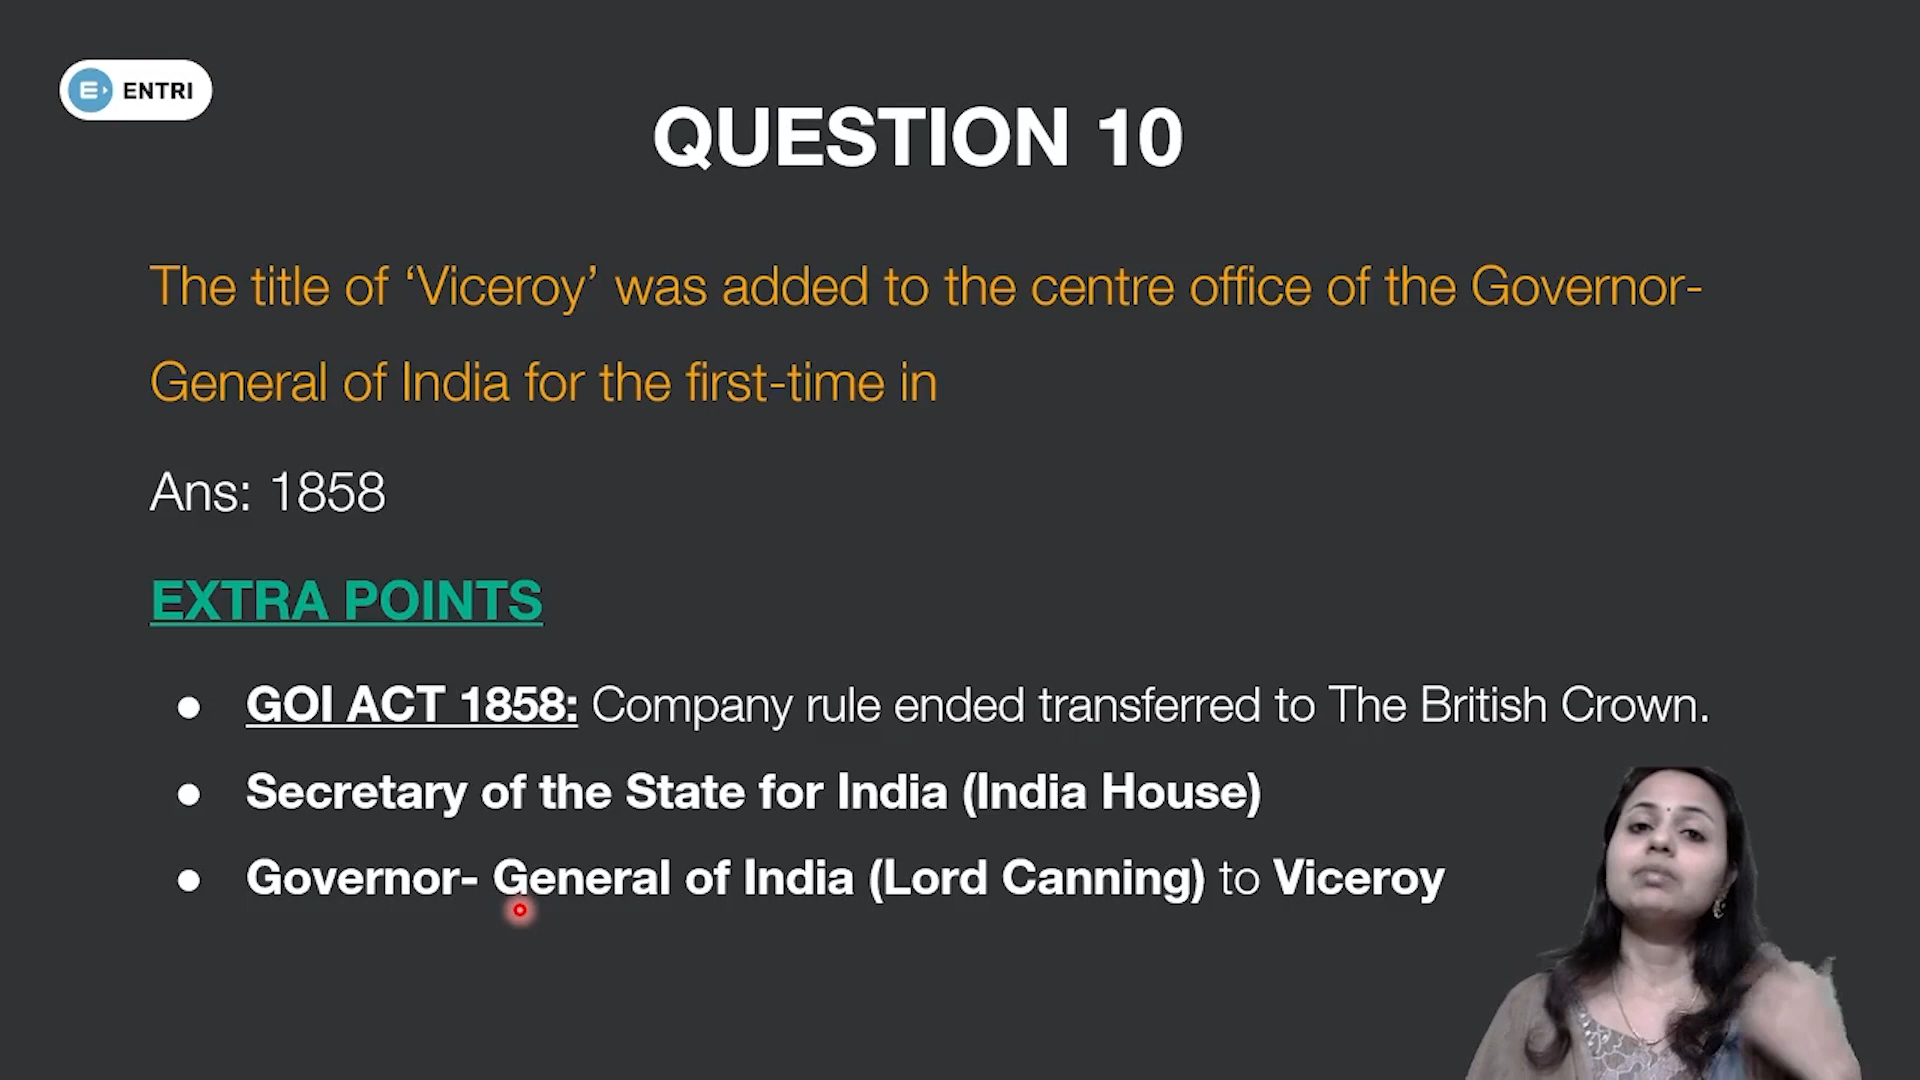 ENTRI
QUESTION 10
The title of ‘Viceroy’ was added to the centre office of the Governor-
General of India for the first-time in
Ans: 1858
EXTRA POINTS
● GOI ACT 1858: Company rule ended transferred to The British Crown.
● Secretary of the State for India (India House)
● Governor- General of India (Lord Canning) to Viceroy